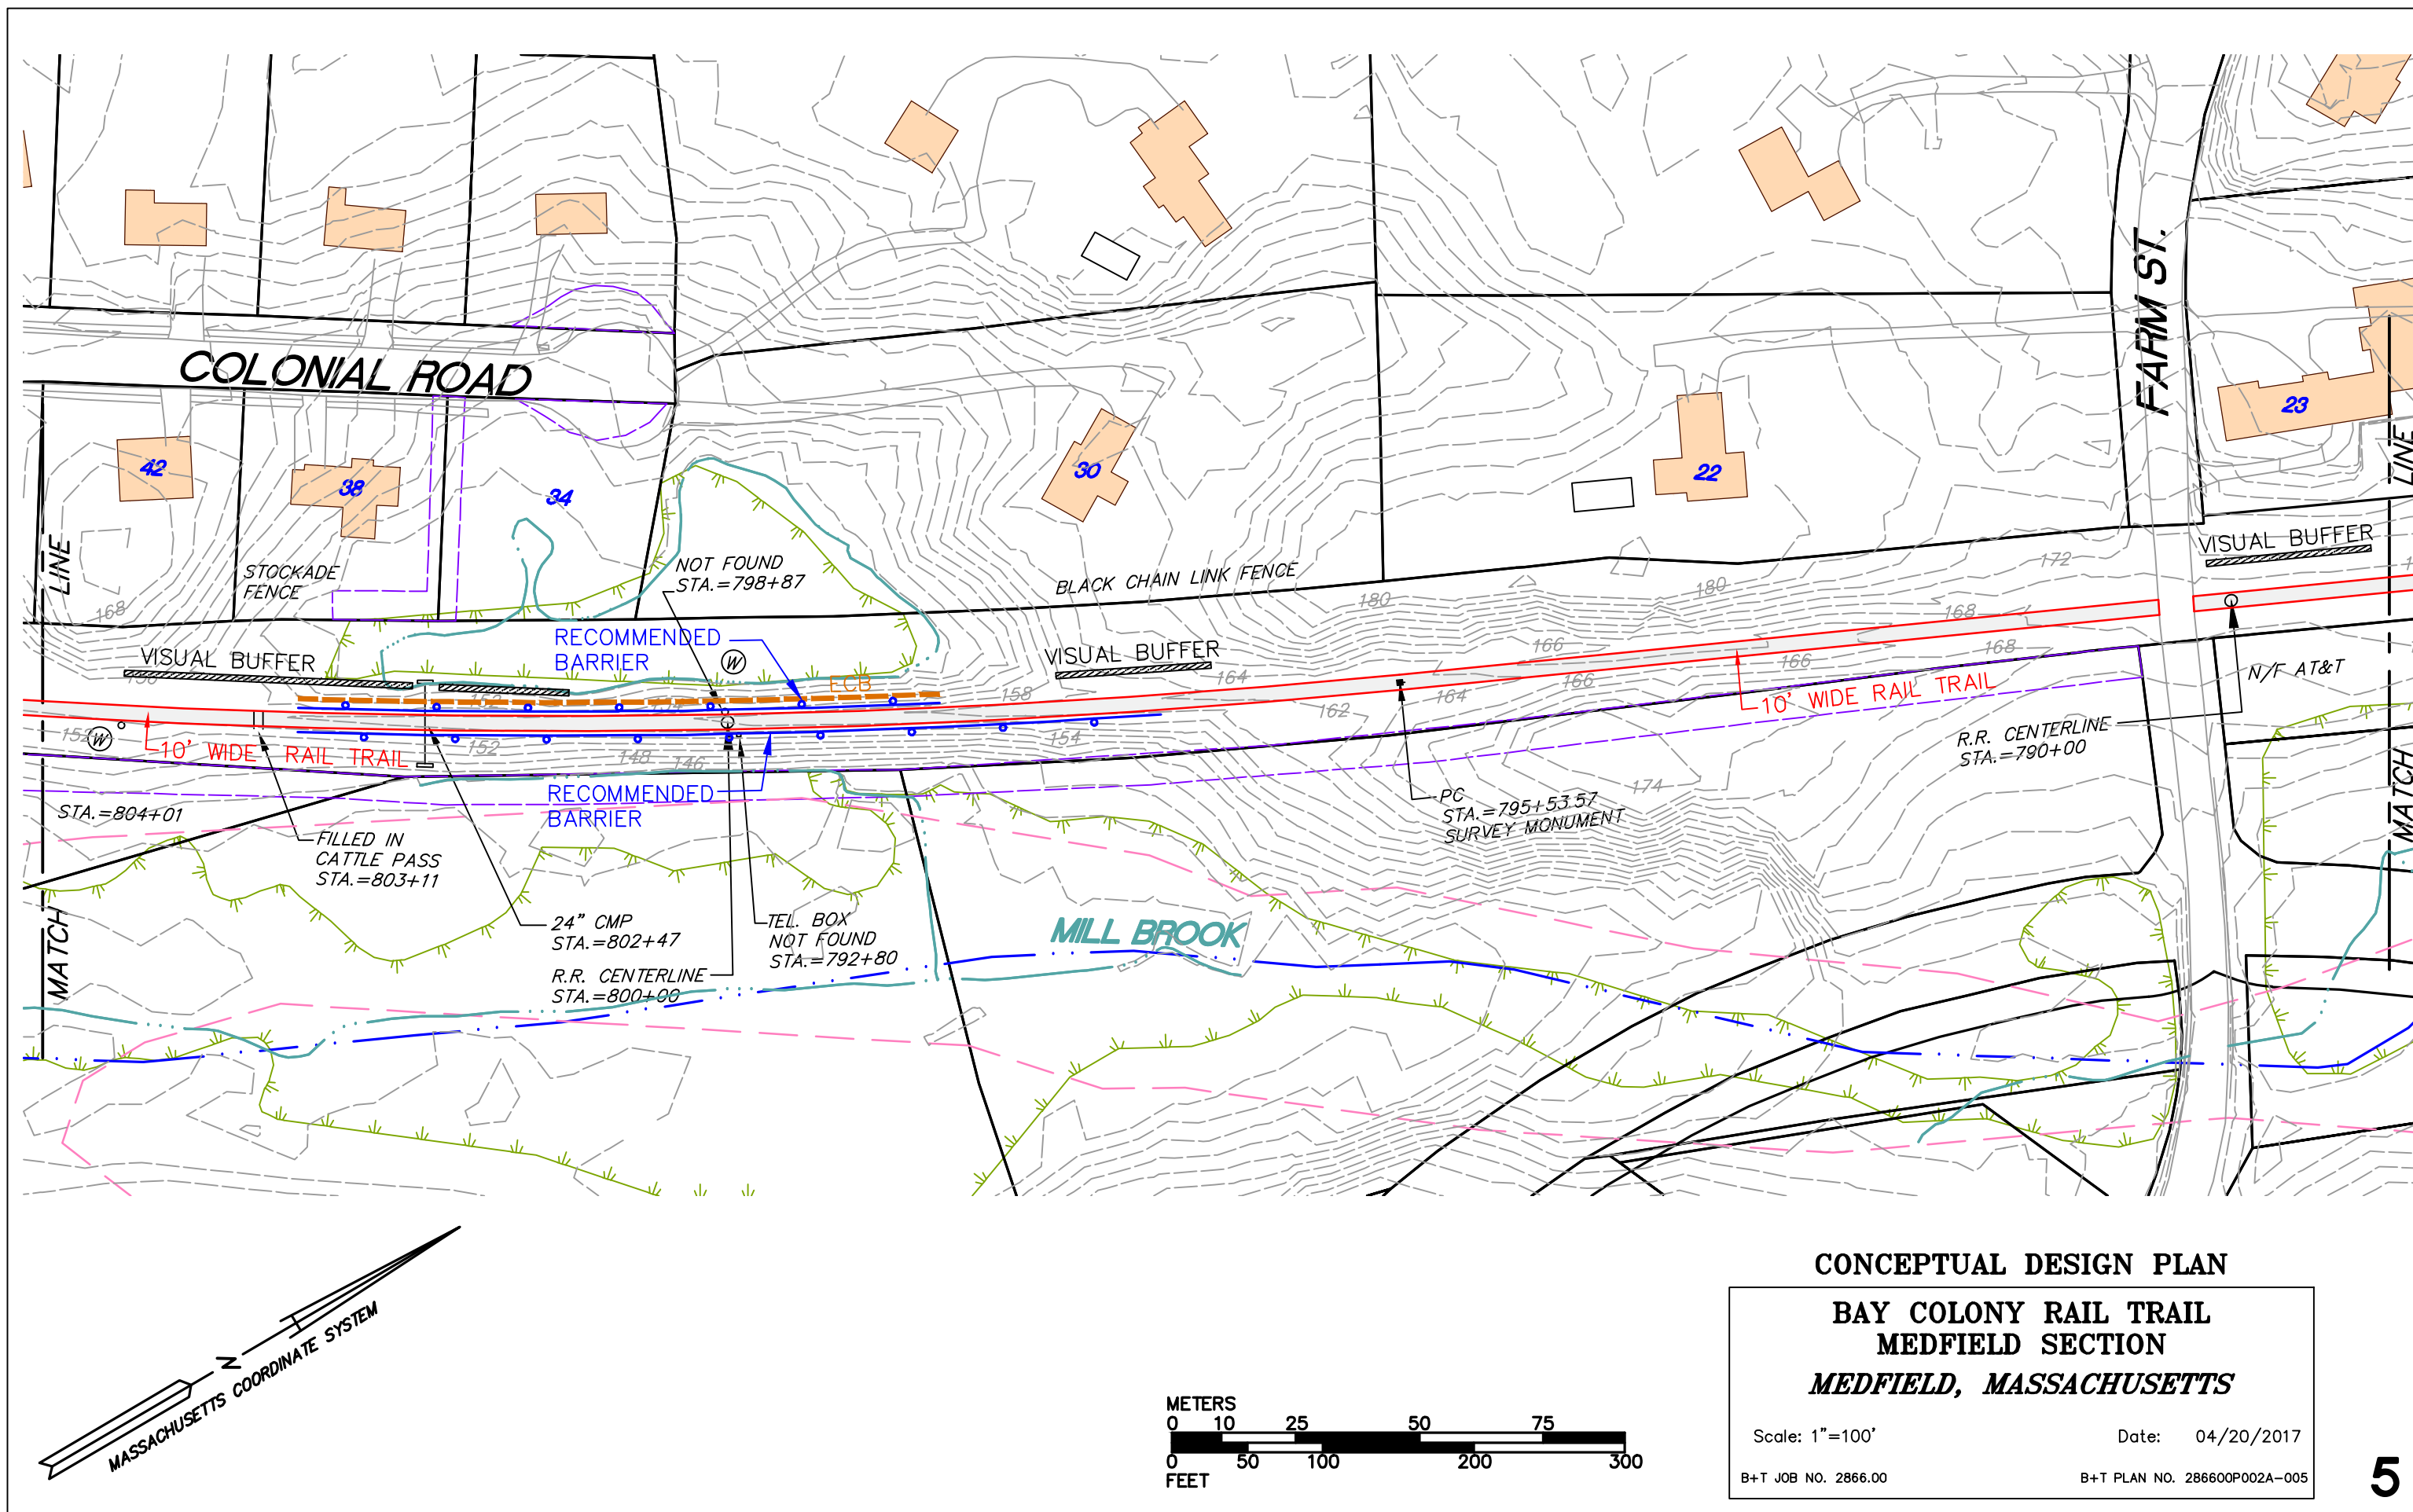 COLONIAL ROAD
FARM ST.
42
38
34
30
22
23
LINE
MATCH
LINE
MATCH
STOCKADE
FENCE
NOT FOUND
STA.=798+87
BLACK CHAIN LINK FENCE
RECOMMENDED
BARRIER
W
VISUAL BUFFER
VISUAL BUFFER
VISUAL BUFFER
ECB
168
180
180
172
168
168
166
166
166
164
164
162
158
154
152
152
148
146
174
W
10' WIDE RAIL TRAIL
10' WIDE RAIL TRAIL
N/F AT&T
R.R. CENTERLINE
STA.=790+00
PC
STA.=795+53.57
SURVEY MONUMENT
RECOMMENDED
BARRIER
STA.=804+01
FILLED IN
CATTLE PASS
STA.=803+11
24" CMP
STA.=802+47
R.R. CENTERLINE
STA.=800+00
TEL. BOX
NOT FOUND
STA.=792+80
MILL BROOK
N
MASSACHUSETTS COORDINATE SYSTEM
METERS
0 10 25 50 75
0 50 100 200 300
FEET
CONCEPTUAL DESIGN PLAN
BAY COLONY RAIL TRAIL
MEDFIELD SECTION
MEDFIELD, MASSACHUSETTS
Scale: 1"=100'
Date: 04/20/2017
B+T JOB NO. 2866.00
B+T PLAN NO. 286600P002A-005
5